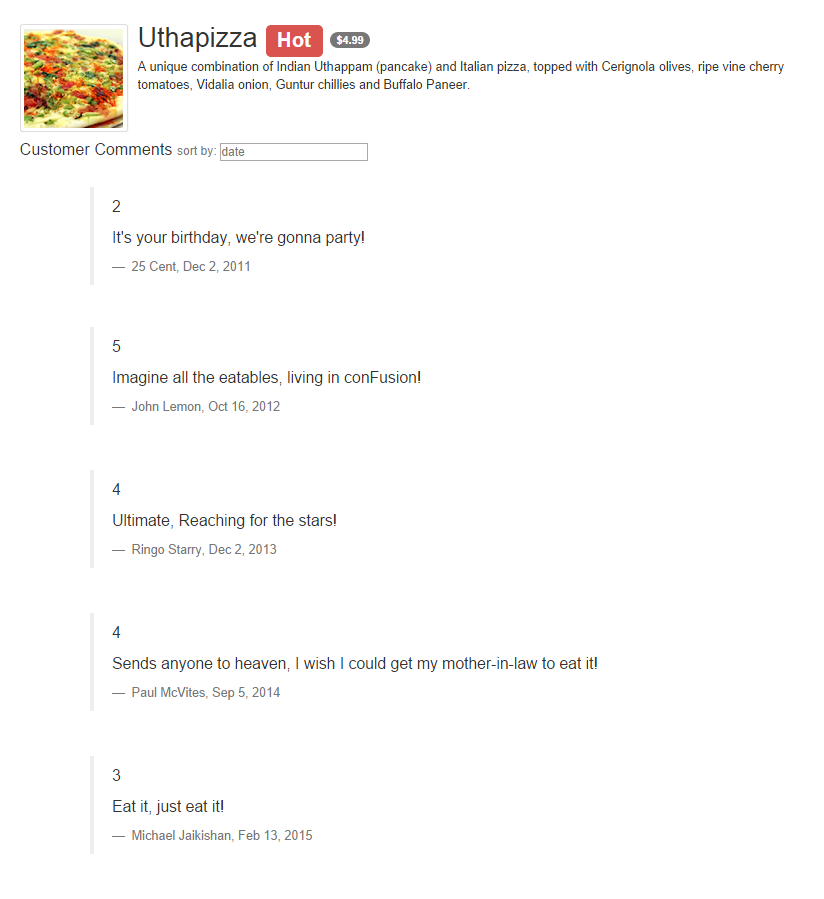 Uthapizza Hot $4.99
A unique combination of Indian Uthappam (pancake) and Italian pizza, topped with Cerignola olives, ripe vine cherry
tomatoes, Vidalia onion, Guntur chillies and Buffalo Paneer.
Customer Comments sort by: date
2
It's your birthday, we're gonna party!
— 25 Cent, Dec 2, 2011
5
Imagine all the eatables, living in conFusion!
— John Lemon, Oct 16, 2012
4
Ultimate, Reaching for the stars!
— Ringo Starry, Dec 2, 2013
4
Sends anyone to heaven, I wish I could get my mother-in-law to eat it!
— Paul McVites, Sep 5, 2014
3
Eat it, just eat it!
— Michael Jaikishan, Feb 13, 2015